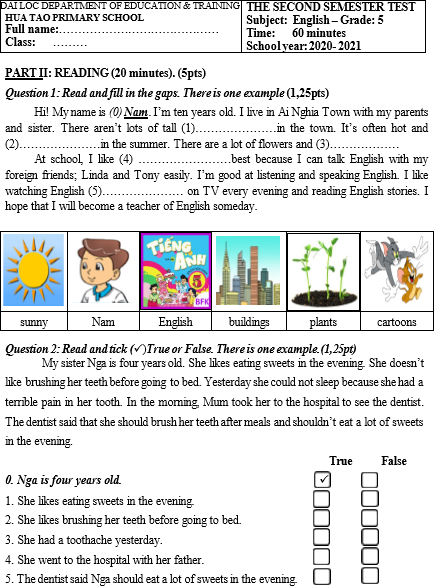 DAI LOC DEPARTMENT OF EDUCATION & TRAINING
HUA TAO PRIMARY SCHOOL
Full name:……………………………………
Class: ………
THE SECOND SEMESTER TEST
Subject: English – Grade: 5
Time: 60 minutes
School year: 2020- 2021
PART II: READING (20 minutes). (5pts)
Question 1: Read and fill in the gaps. There is one example (1,25pts)
Hi! My name is (0) Nam. I'm ten years old. I live in Ai Nghia Town with my parents
and sister. There aren't lots of tall (1)…………………in the town. It's often hot and
(2)…………………in the summer. There are a lot of flowers and (3)………………
At school, I like (4) ……………………best because I can talk English with my
foreign friends; Linda and Tony easily. I'm good at listening and speaking English. I like
watching English (5)………………… on TV every evening and reading English stories. I
hope that I will become a teacher of English someday.
TIẾNG
ANH
5
BFK
sunny Nam English buildings plants cartoons
Question 2: Read and tick (✓)True or False. There is one example.(1,25pt)
My sister Nga is four years old. She likes eating sweets in the evening. She doesn't
like brushing her teeth before going to bed. Yesterday she could not sleep because she had a
terrible pain in her tooth. In the morning, Mum took her to the hospital to see the dentist.
The dentist said that she should brush her teeth after meals and shouldn't eat a lot of sweets
in the evening.
True False
0. Nga is four years old. ✓
1. She likes eating sweets in the evening.
2. She likes brushing her teeth before going to bed.
3. She had a toothache yesterday.
4. She went to the hospital with her father.
5. The dentist said Nga should eat a lot of sweets in the evening.